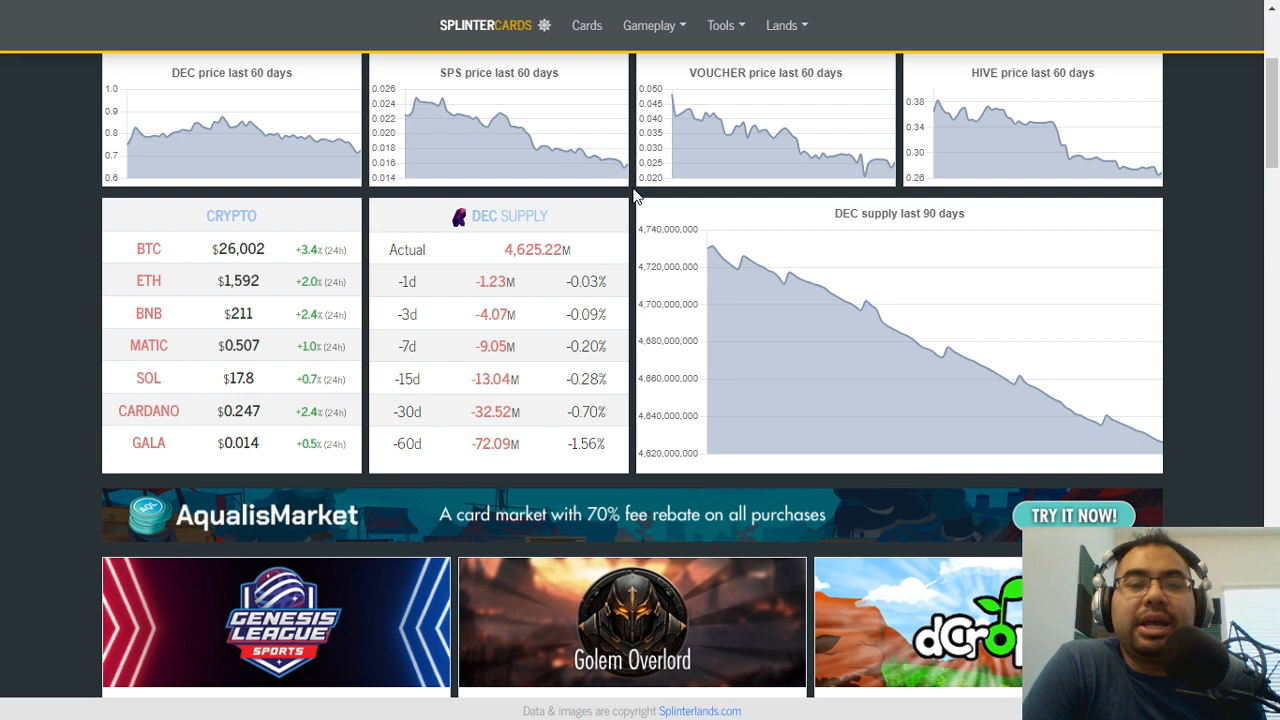 SPLINTERCARDS Cards Gameplay Tools Lands
DEC price last 60 days
1.0
0.9
0.8
0.7
0.6
SPS price last 60 days
0.026
0.024
0.022
0.020
0.018
0.016
0.014
VOUCHER price last 60 days
0.050
0.045
0.040
0.035
0.030
0.025
0.020
HIVE price last 60 days
0.38
0.34
0.30
0.26
CRYPTO
BTC $26,002 +3.4% (24h)
ETH $1,592 +2.0% (24h)
BNB $211 +2.4% (24h)
MATIC $0.507 +1.0% (24h)
SOL $17.8 +0.7% (24h)
CARDANO $0.247 +2.4% (24h)
GALA $0.014 +0.5% (24h)
DEC SUPPLY
Actual 4,625.22M
-1d -1.23M -0.03%
-3d -4.07M -0.09%
-7d -9.05M -0.20%
-15d -13.04M -0.28%
-30d -32.52M -0.70%
-60d -72.09M -1.56%
DEC supply last 90 days
4,740,000,000
4,720,000,000
4,700,000,000
4,680,000,000
4,660,000,000
4,640,000,000
4,620,000,000
AqualisMarket A card market with 70% fee rebate on all purchases TRY IT NOW!
GENESIS
LEAGUE
SPORTS
Golem Overlord
dCrop
Data & images are copyright Splinterlands.com